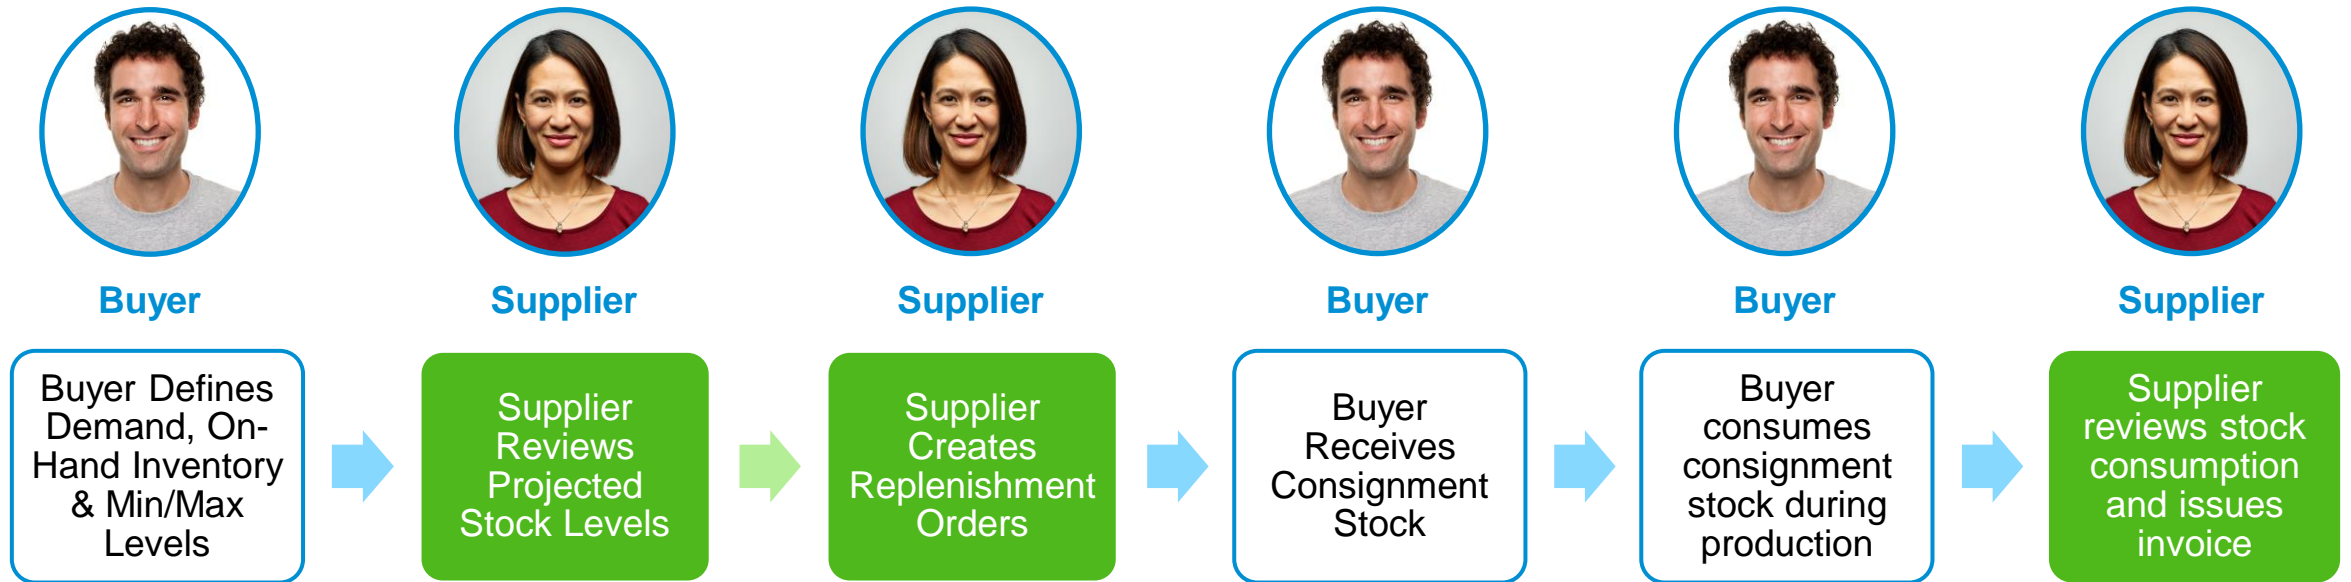 Buyer
Supplier
Supplier
Buyer
Buyer
Supplier
Buyer Defines
Demand, On-
Hand Inventory
& Min/Max
Levels
Supplier
Reviews
Projected
Stock Levels
Supplier
Creates
Replenishment
Orders
Buyer
Receives
Consignment
Stock
Buyer
consumes
consignment
stock during
production
Supplier
reviews stock
consumption
and issues
invoice